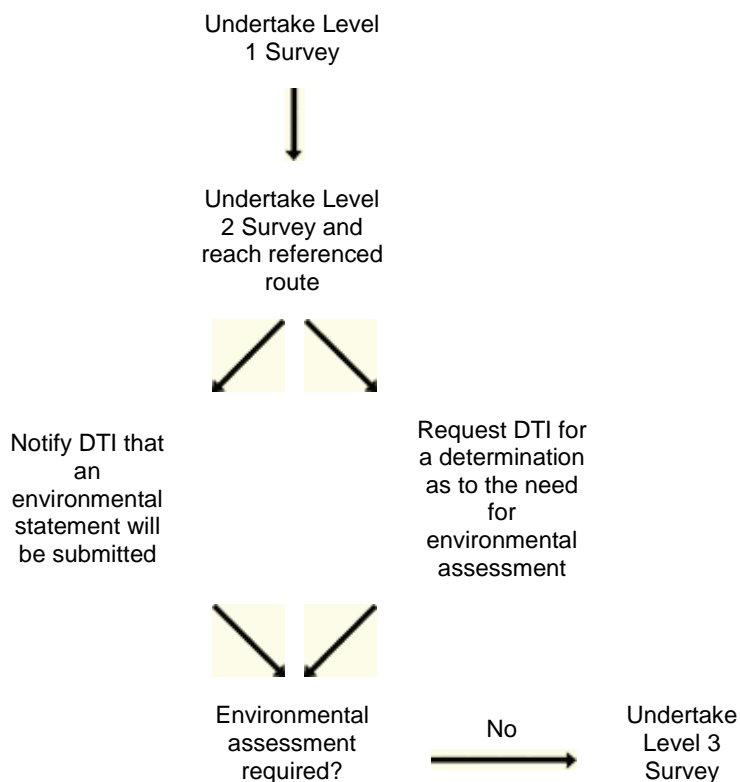 Undertake Level
1 Survey
Undertake Level
2 Survey and
reach referenced
route
Notify DTI that
an
environmental
statement will
be submitted
Request DTI for
a determination
as to the need
for
environmental
assessment
Environmental
assessment
required?
No
Undertake
Level 3
Survey